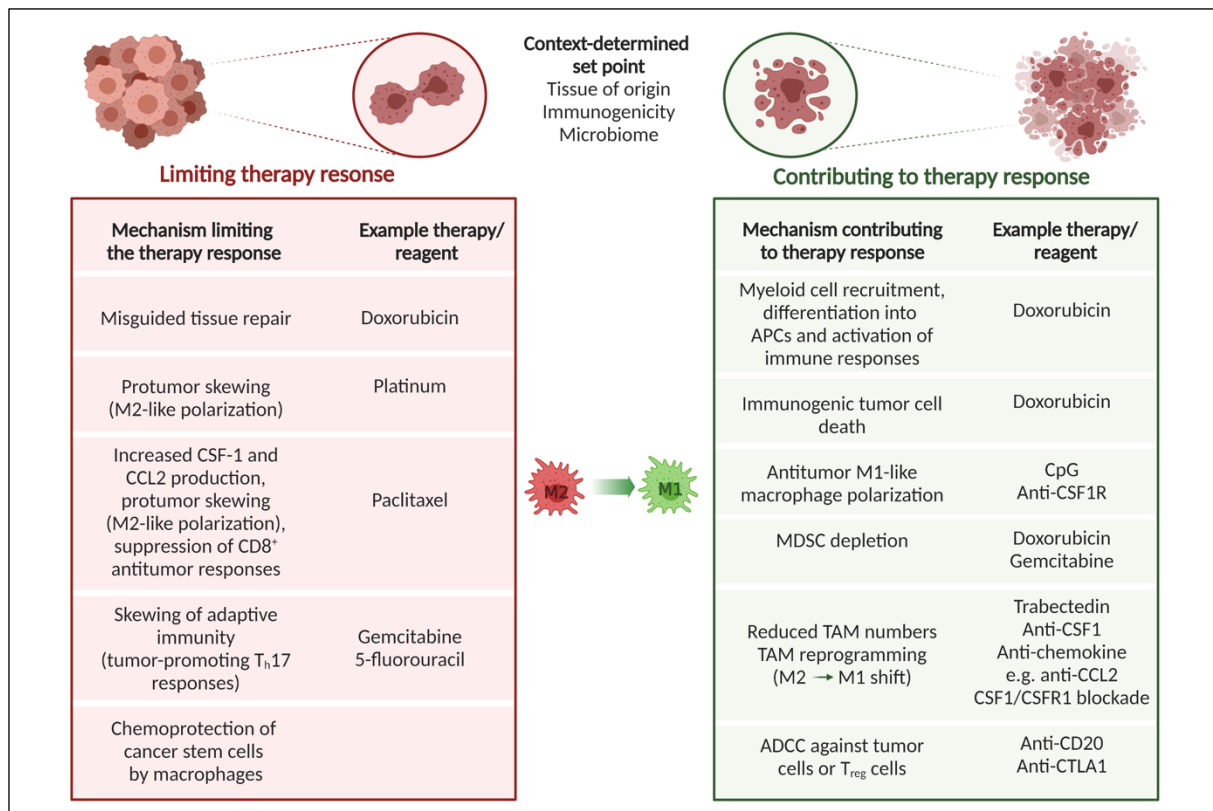 Context-determined
set point
Tissue of origin
Immunogenicity
Microbiome
Limiting therapy resonse
Mechanism limiting
the therapy response
Example therapy/
reagent
Misguided tissue repair
Doxorubicin
Protumor skewing
(M2-like polarization)
Platinum
Increased CSF-1 and
CCL2 production,
protumor skewing
(M2-like polarization),
suppression of CD8⁺
antitumor responses
Paclitaxel
Skewing of adaptive
immunity
(tumor-promoting Tₕ17
responses)
Gemcitabine
5-fluorouracil
Chemoprotection of
cancer stem cells
by macrophages
M2
M1
Contributing to therapy response
Mechanism contributing
to therapy response
Example therapy/
reagent
Myeloid cell recruitment,
differentiation into
APCs and activation of
immune responses
Doxorubicin
Immunogenic tumor cell
death
Doxorubicin
Antitumor M1-like
macrophage polarization
CpG
Anti-CSF1R
MDSC depletion
Doxorubicin
Gemcitabine
Reduced TAM numbers
TAM reprogramming
(M2 → M1 shift)
Trabectedin
Anti-CSF1
Anti-chemokine
e.g. anti-CCL2
CSF1/CSFR1 blockade
ADCC against tumor
cells or Treg cells
Anti-CD20
Anti-CTLA1